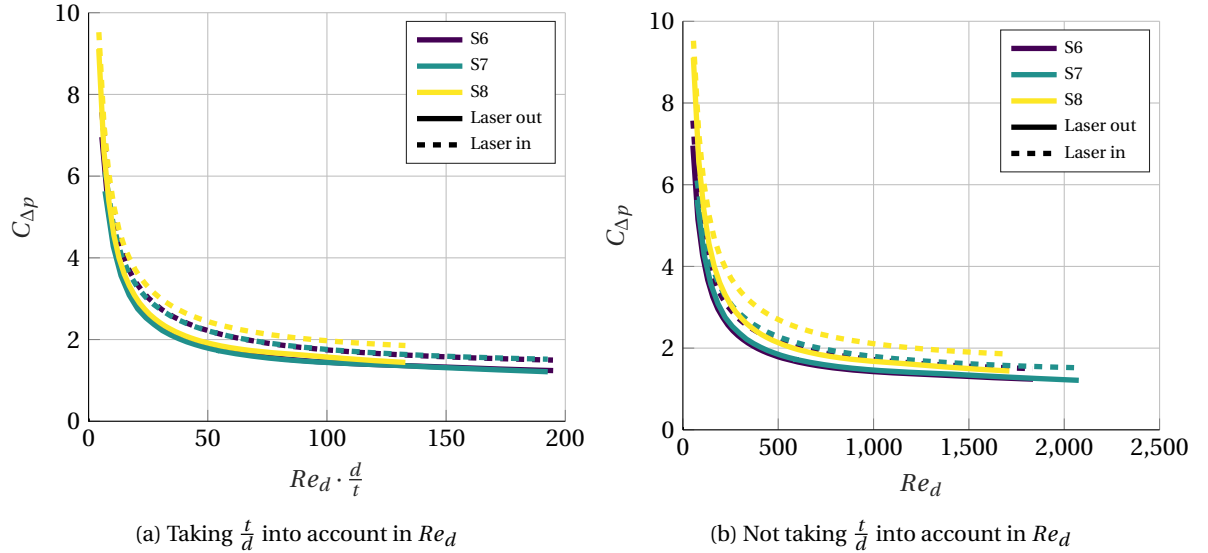 10
8
6
4
2
0
0 50 100 150 200
C_{Δp}
Re_d · d/t
S6
S7
S8
Laser out
Laser in
(a) Taking t/d into account in Re_d
10
8
6
4
2
0
0 500 1,000 1,500 2,000 2,500
C_{Δp}
Re_d
S6
S7
S8
Laser out
Laser in
(b) Not taking t/d into account in Re_d